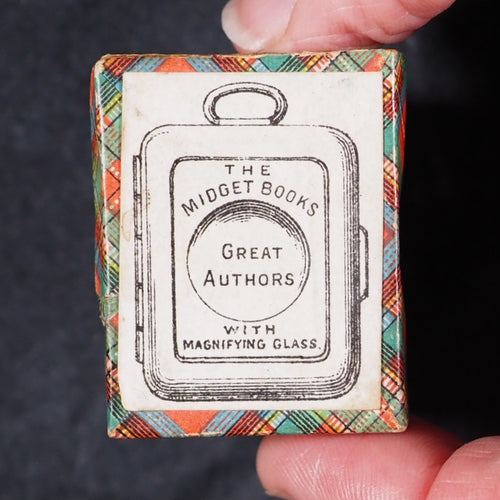 THE
MIDGET BOOKS
GREAT
AUTHORS
WITH
MAGNIFYING GLASS.